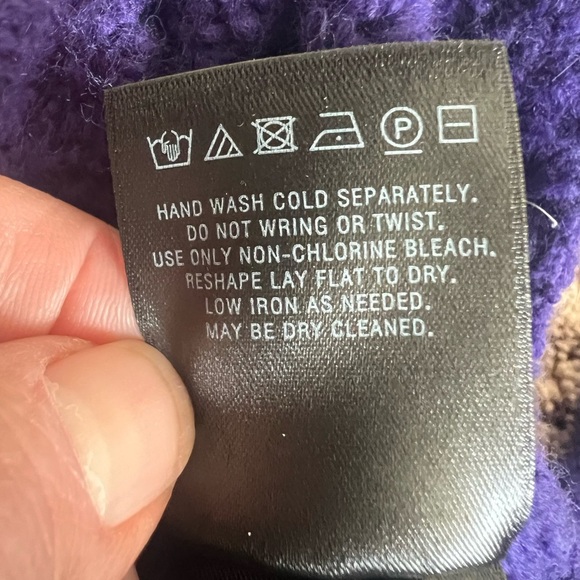 P
HAND WASH COLD SEPARATELY.
DO NOT WRING OR TWIST.
USE ONLY NON-CHLORINE BLEACH.
RESHAPE LAY FLAT TO DRY.
LOW IRON AS NEEDED.
MAY BE DRY CLEANED.